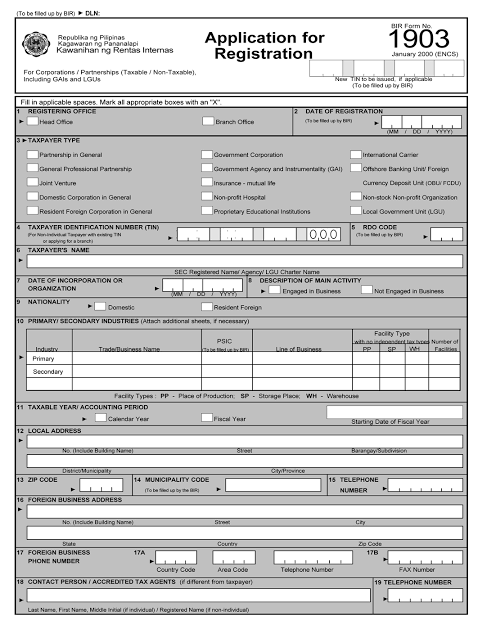 (To be filled up by BIR) ► DLN:
Republika ng Pilipinas
Kagawaran ng Pananalapi
Kawanihan ng Rentas Internas
Application for
Registration
BIR Form No.
1903
January 2000 (ENCS)
For Corporations / Partnerships (Taxable / Non-Taxable),
Including GAIs and LGUs
New TIN to be issued, if applicable
(To be filled up by BIR)
Fill in applicable spaces. Mark all appropriate boxes with an "X".
1 REGISTERING OFFICE
Head Office
Branch Office
2 DATE OF REGISTRATION
(To be filled up by BIR)
(MM / DD / YYYY)
3 ► TAXPAYER TYPE
Partnership in General
Government Corporation
International Carrier
General Professional Partnership
Government Agency and Instrumentality (GAI)
Offshore Banking Unit/ Foreign
Joint Venture
Insurance - mutual life
Currency Deposit Unit (OBU/ FCDU)
Domestic Corporation in General
Non-profit Hospital
Non-stock Non-profit Organization
Resident Foreign Corporation in General
Proprietary Educational Institutions
Local Government Unit (LGU)
4 TAXPAYER IDENTIFICATION NUMBER (TIN)
(For Non-Individual Taxpayer with existing TIN
or applying for a branch)
0,0,0
5 RDO CODE
(To be filled up by BIR)
6 TAXPAYER'S NAME
SEC Registered Name/ Agency/ LGU Charter Name
7 DATE OF INCORPORATION OR
ORGANIZATION
(MM / DD / YYYY)
8 DESCRIPTION OF MAIN ACTIVITY
Engaged in Business
Not Engaged in Business
9 NATIONALITY
Domestic
Resident Foreign
10 PRIMARY/ SECONDARY INDUSTRIES (Attach additional sheets, if necessary)
Industry
Trade/Business Name
PSIC
(To be filled up by BIR)
Line of Business
Facility Type
with no independent tax types
PP SP WH
Number of
Facilities
Primary
Secondary
Facility Types : PP - Place of Production; SP - Storage Place; WH - Warehouse
11 TAXABLE YEAR/ ACCOUNTING PERIOD
Calendar Year
Fiscal Year
Starting Date of Fiscal Year
12 LOCAL ADDRESS
No. (Include Building Name) Street Barangay/Subdivision
District/Municipality City/Province
13 ZIP CODE
14 MUNICIPALITY CODE
(To be filled up by the BIR)
15 TELEPHONE
NUMBER
16 FOREIGN BUSINESS ADDRESS
No. (Include Building Name) Street City
State Country Zip Code
17 FOREIGN BUSINESS
PHONE NUMBER
17A
Country Code Area Code Telephone Number
17B
FAX Number
18 CONTACT PERSON / ACCREDITED TAX AGENTS (if different from taxpayer)
19 TELEPHONE NUMBER
Last Name, First Name, Middle Initial (if individual) / Registered Name (if non-individual)